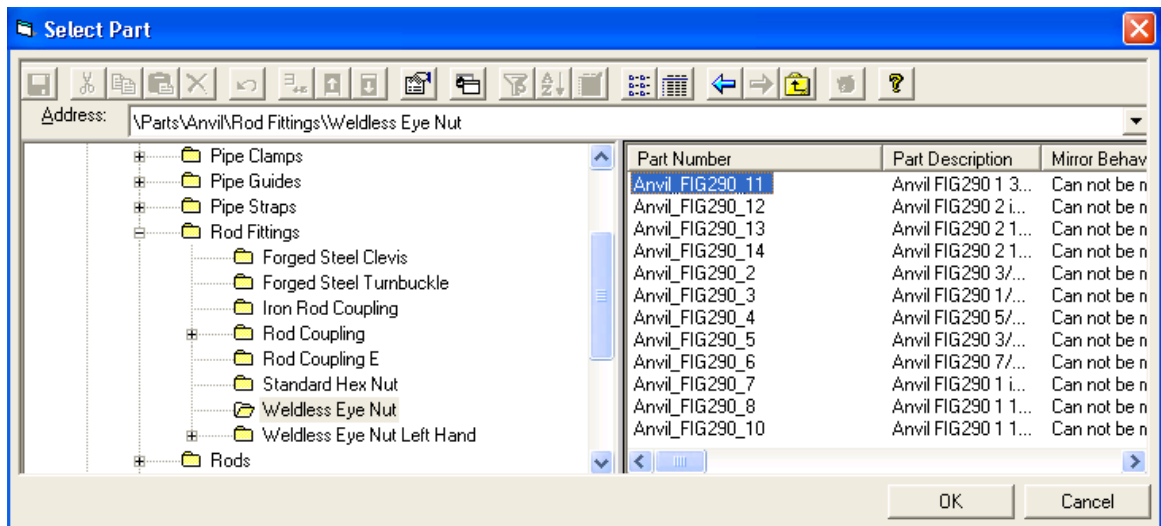 Select Part
Address: \Parts\Anvil\Rod Fittings\Weldless Eye Nut
Pipe Clamps
Pipe Guides
Pipe Straps
Rod Fittings
Forged Steel Clevis
Forged Steel Turnbuckle
Iron Rod Coupling
Rod Coupling
Rod Coupling E
Standard Hex Nut
Weldless Eye Nut
Weldless Eye Nut Left Hand
Rods
Part Number Part Description Mirror Behav
Anvil_FIG290_11 Anvil FIG290 1 3... Can not be n
Anvil_FIG290_12 Anvil FIG290 2 i... Can not be n
Anvil_FIG290_13 Anvil FIG290 2 1... Can not be n
Anvil_FIG290_14 Anvil FIG290 2 1... Can not be n
Anvil_FIG290_2 Anvil FIG290 3/... Can not be n
Anvil_FIG290_3 Anvil FIG290 1/... Can not be n
Anvil_FIG290_4 Anvil FIG290 5/... Can not be n
Anvil_FIG290_5 Anvil FIG290 3/... Can not be n
Anvil_FIG290_6 Anvil FIG290 7/... Can not be n
Anvil_FIG290_7 Anvil FIG290 1 i... Can not be n
Anvil_FIG290_8 Anvil FIG290 1 1... Can not be n
Anvil_FIG290_10 Anvil FIG290 1 1... Can not be n
OK Cancel